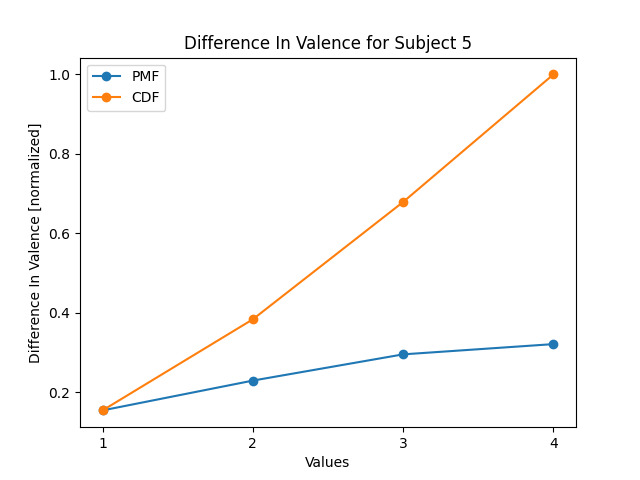 Difference In Valence for Subject 5
PMF
CDF
1.0
0.8
0.6
0.4
0.2
Difference In Valence [normalized]
1 2 3 4
Values